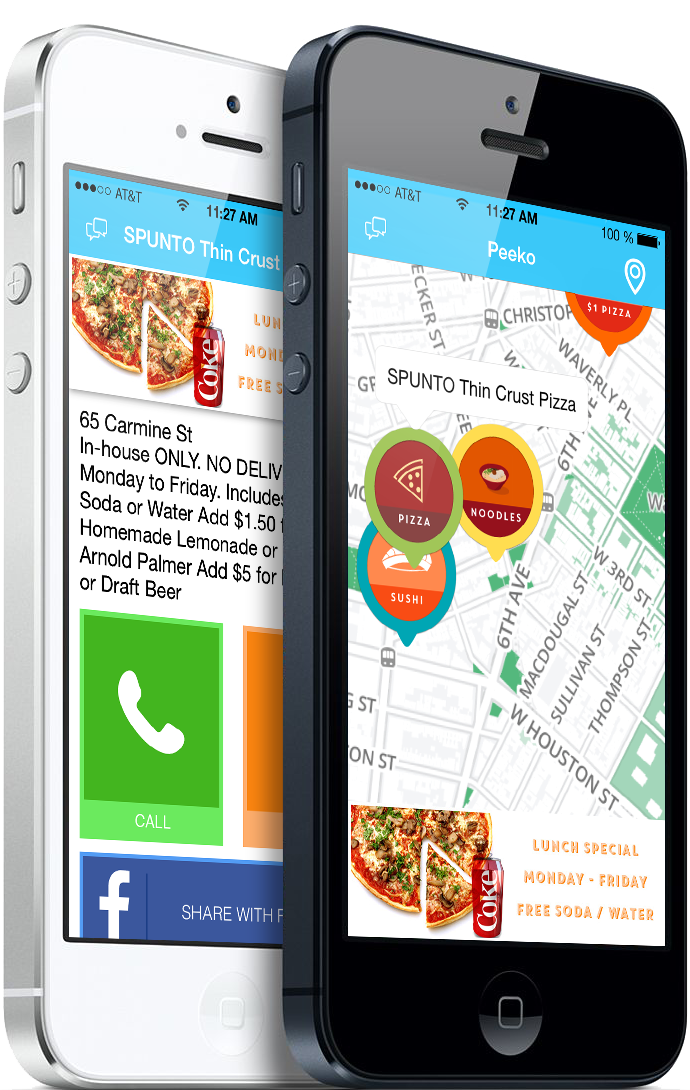 AT&T
11:27 AM
SPUNTO Thin Crust
LUN
MOND
FREE S
Coke
65 Carmine St
In-house ONLY. NO DELIV
Monday to Friday. Includes
Soda or Water Add $1.50 t
Homemade Lemonade or
Arnold Palmer Add $5 for
or Draft Beer
CALL
SHARE WITH F
AT&T
11:27 AM
100 %
Peeko
ECKER ST
CHRISTOP
$1 PIZZA
WAVERLY PL
GR
SPUNTO Thin Crust Pizza
6TH AVE
MO
PIZZA
NOODLES
Wa
SUSHI
W 3RD ST
6TH AVE
MACDOUGAL ST
SULLIVAN ST
THOMPSON ST
G ST
W HOUSTON ST
ON ST
LUNCH SPECIAL
MONDAY - FRIDAY
FREE SODA / WATER
Coke